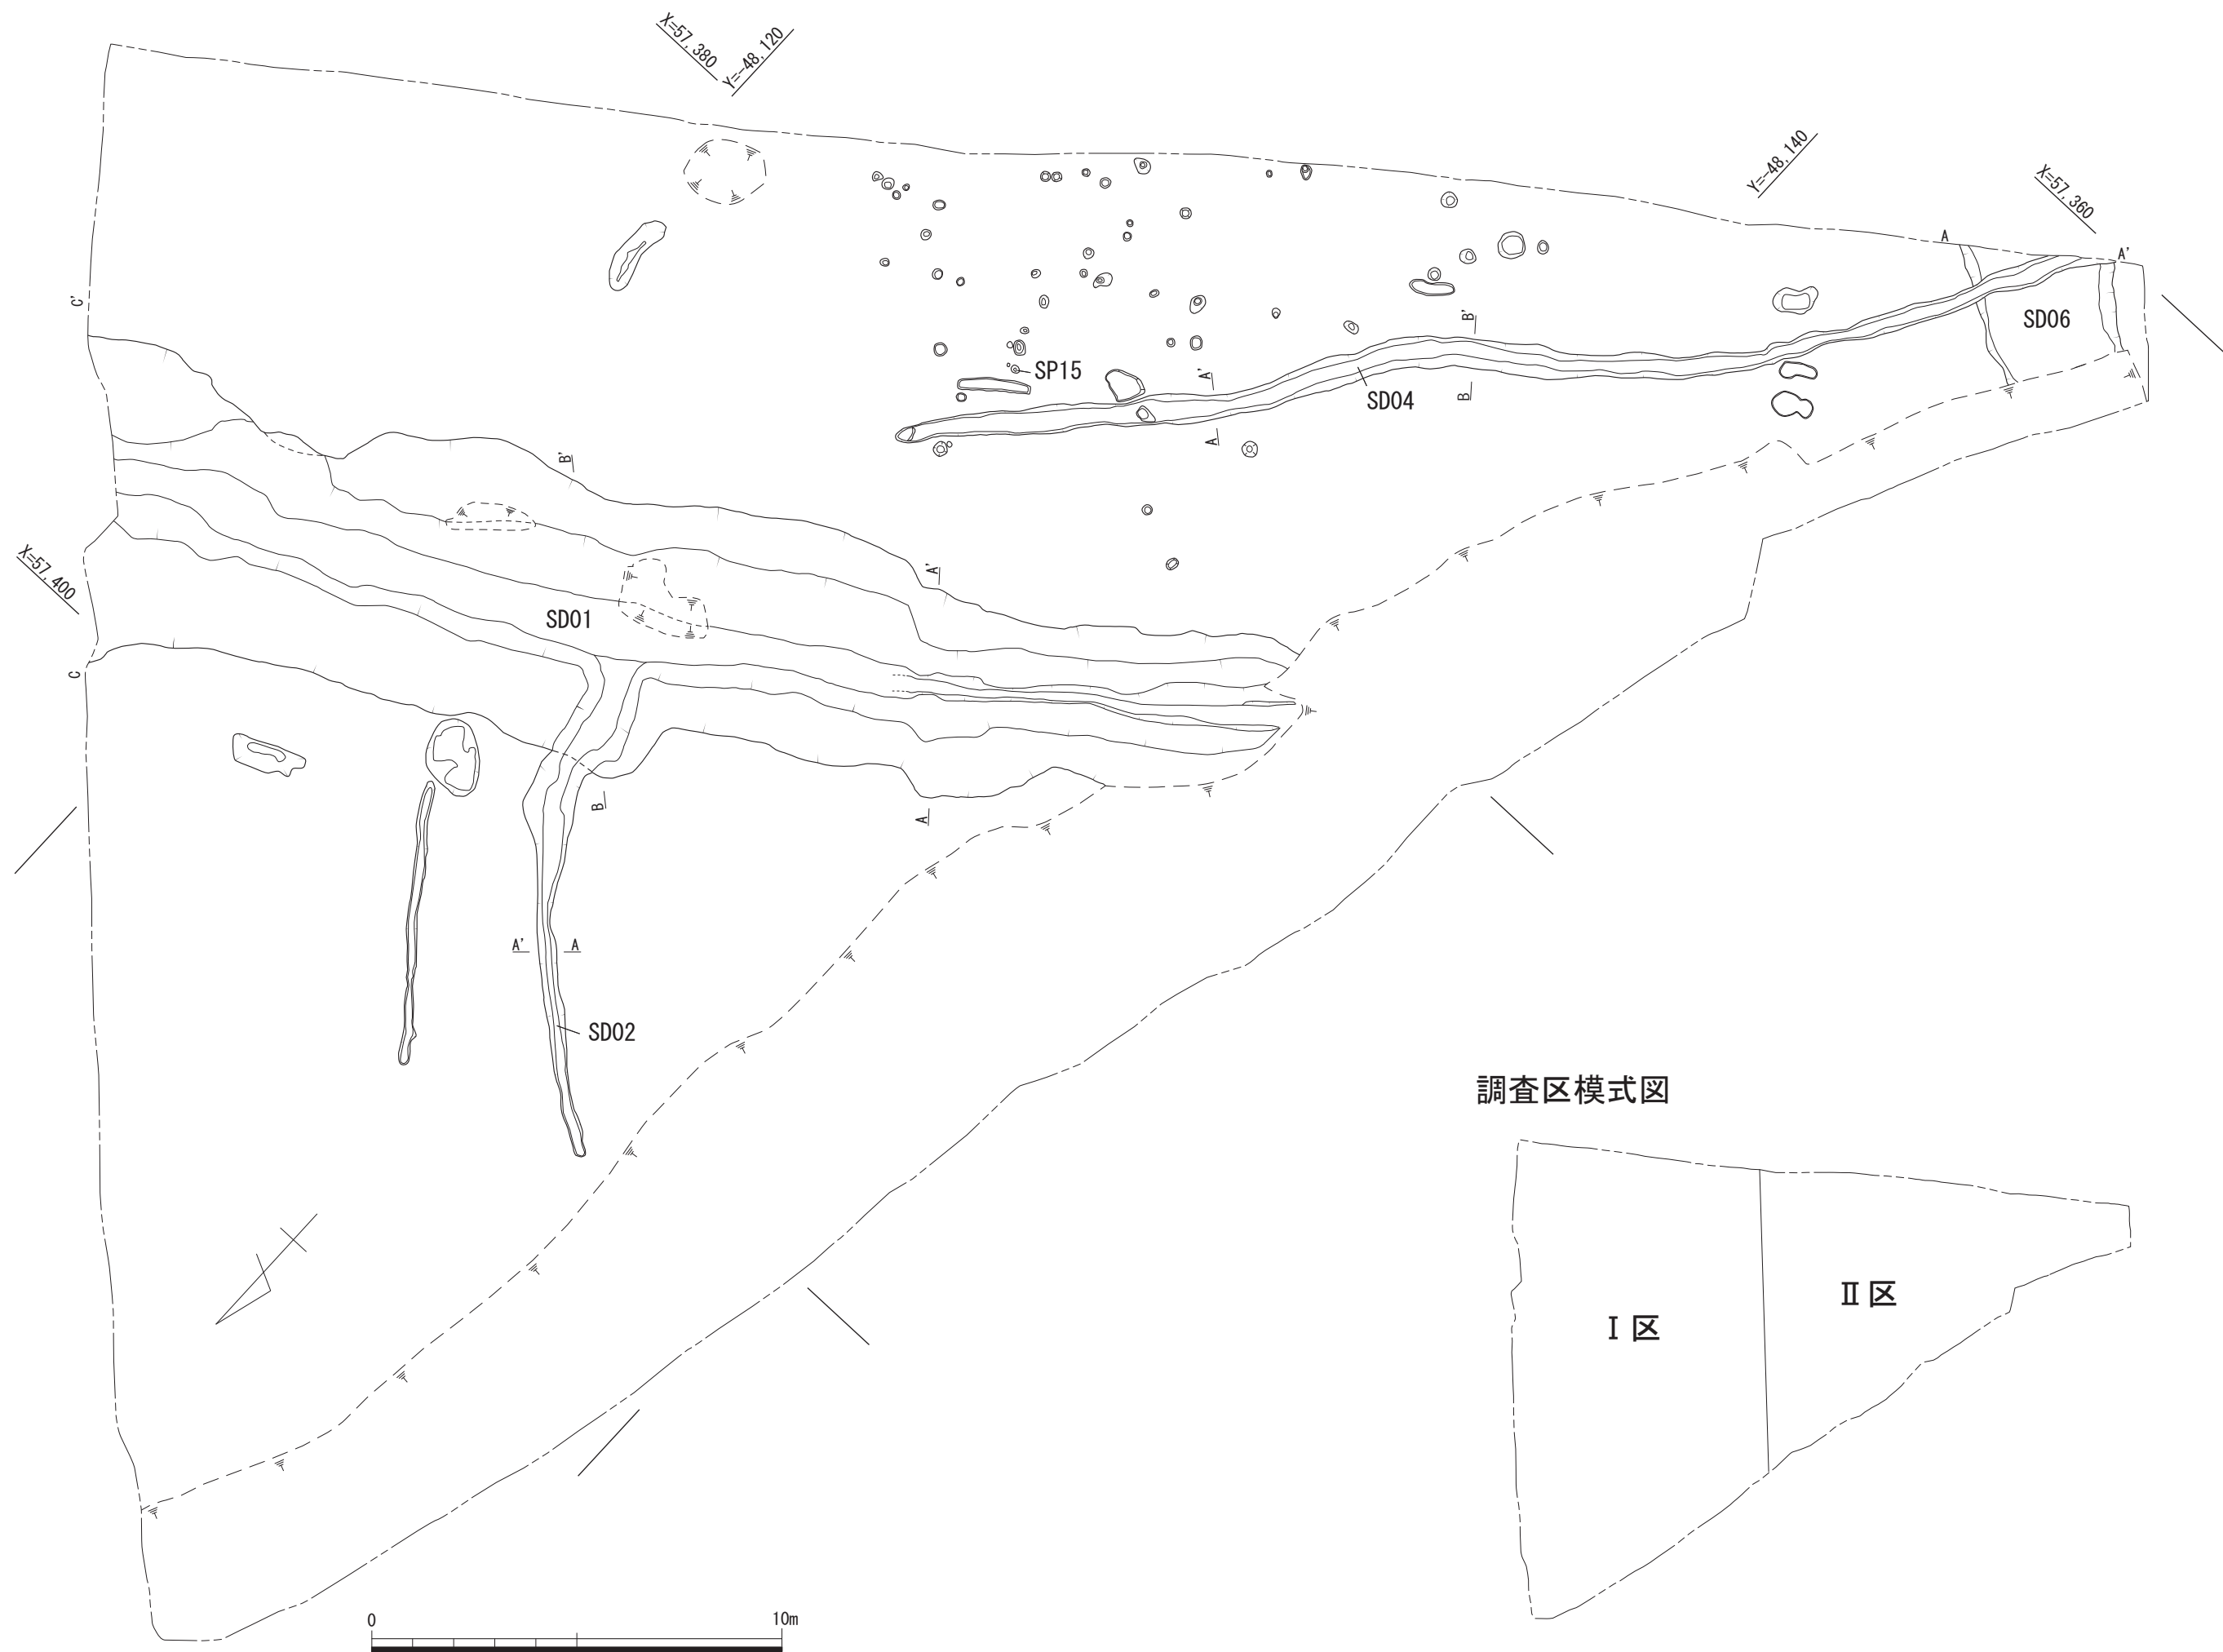 X=57,380
Y=-48,120
Y=-48,140
X=57,360
A
A'
SD06
C'
B'
SP15
A'
SD04
B
A
B'
A'
X=57,400
SD01
C
B
A
A'
A
SD02
調査区模式図
Ⅰ区
Ⅱ区
0
10m